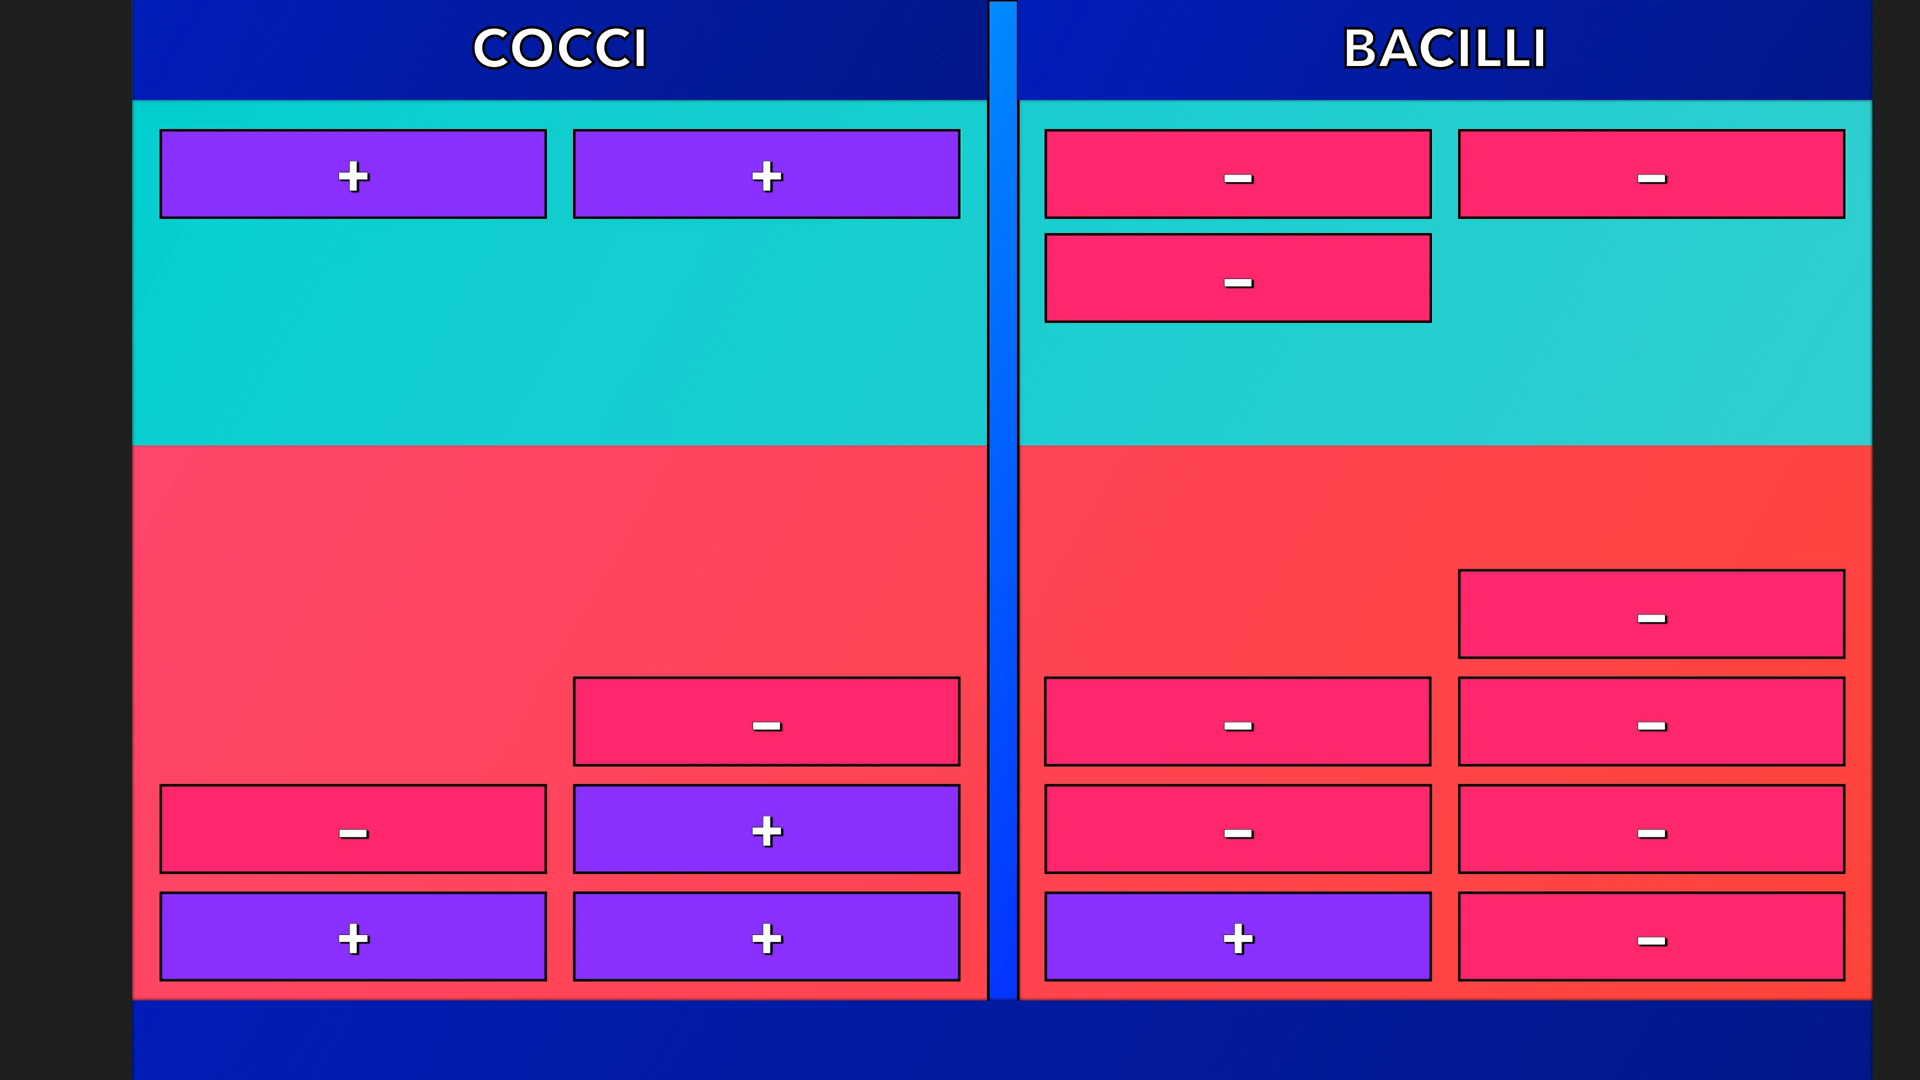 COCCI
BACILLI
+ + − −
−
−
− − −
− + − −
+ + + −